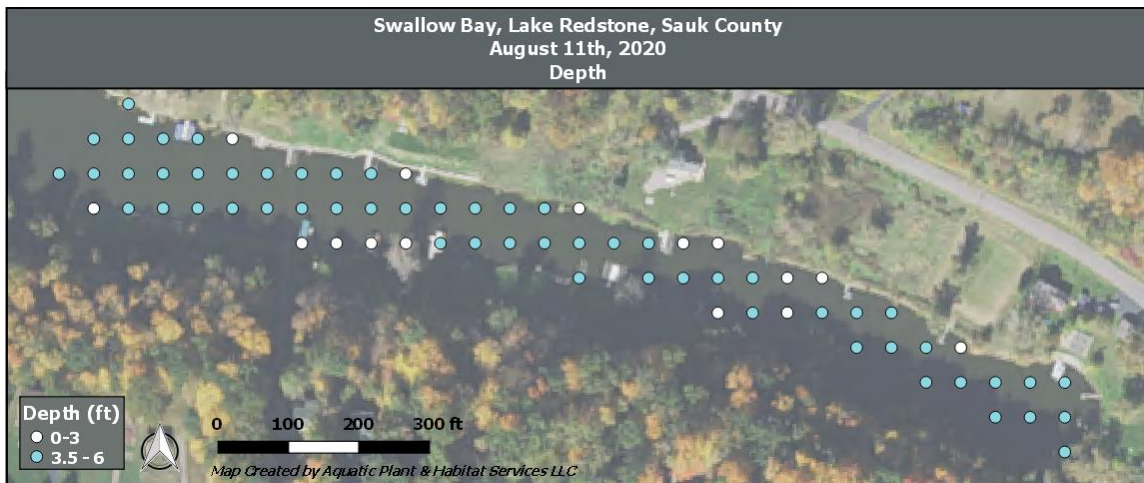 Swallow Bay, Lake Redstone, Sauk County
August 11th, 2020
Depth
Depth (ft)
0-3
3.5 - 6
0 100 200 300 ft
Map Created by Aquatic Plant & Habitat Services LLC